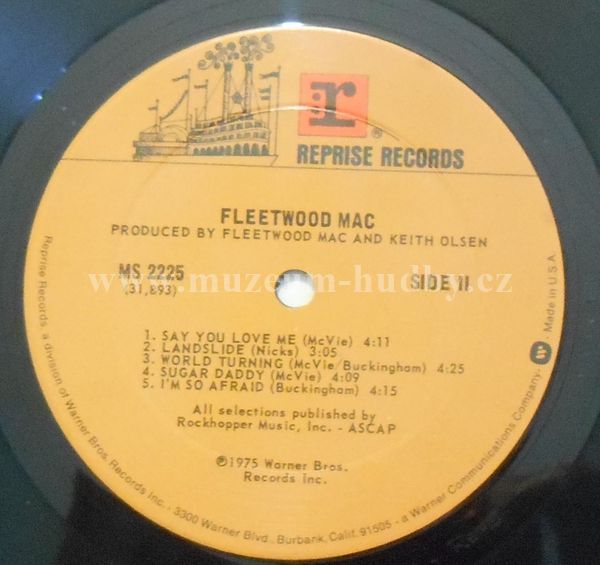 r®
REPRISE RECORDS
FLEETWOOD MAC
PRODUCED BY FLEETWOOD MAC AND KEITH OLSEN
MS 2225
(31,893)
SIDE II
www.muzeum-hudby.cz
1. SAY YOU LOVE ME (McVie) 4:11
2. LANDSLIDE (Nicks) 3:05
3. WORLD TURNING (McVie/Buckingham) 4:25
4. SUGAR DADDY (McVie) 4:09
5. I'M SO AFRAID (Buckingham) 4:15
All selections published by
Rockhopper Music, Inc. - ASCAP
℗1975 Warner Bros.
Records Inc.
Reprise Records, a division of Warner Bros. Records Inc. - 3300 Warner Blvd., Burbank, Calif. 91505 - a Warner Communications Company - W - Made in U.S.A.